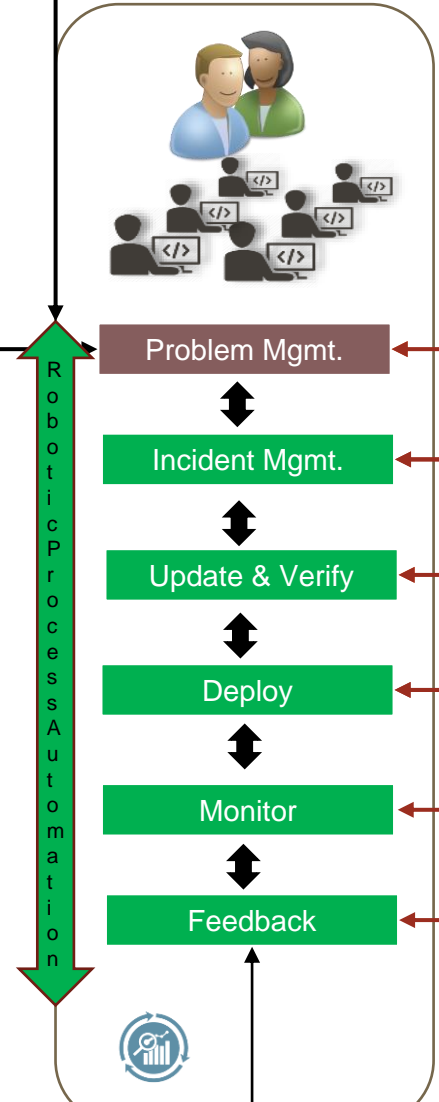 </>
</>
</>
</>
</>
</>
Problem Mgmt.
Incident Mgmt.
Update & Verify
Deploy
Monitor
Feedback
RoboticProcessAutomation